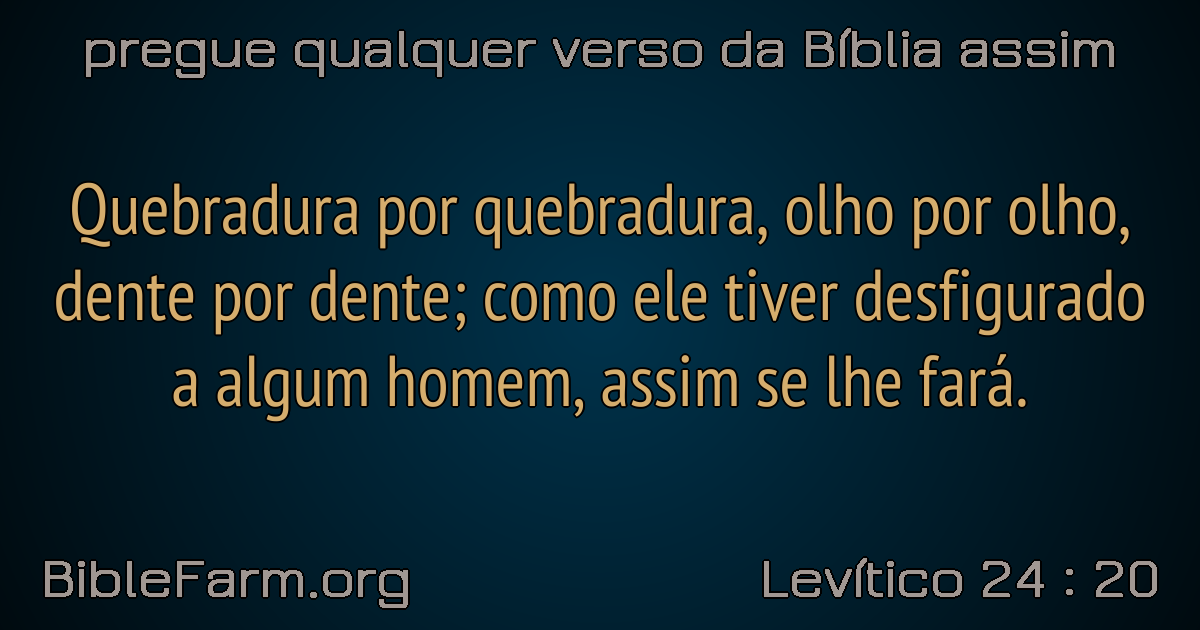 pregue qualquer verso da Bíblia assim
Quebradura por quebradura, olho por olho,
dente por dente; como ele tiver desfigurado
a algum homem, assim se lhe fará.
BibleFarm.org
Levítico 24 : 20